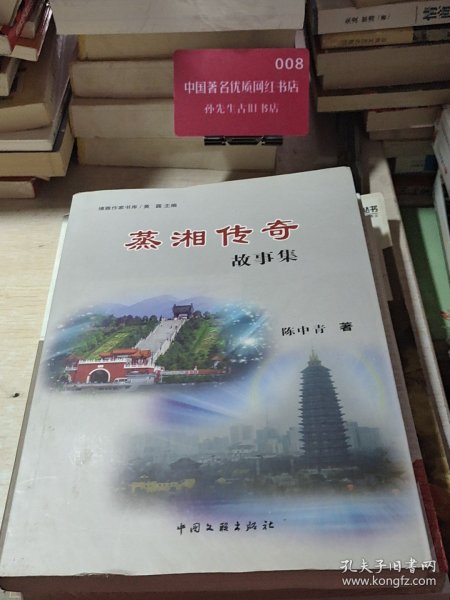 008
中国著名优质网红书店
孙先生古旧书店
蒸湘传奇
故事集
陈中青 著
中国文联出版社
孔夫子旧书网
www.kongfz.com